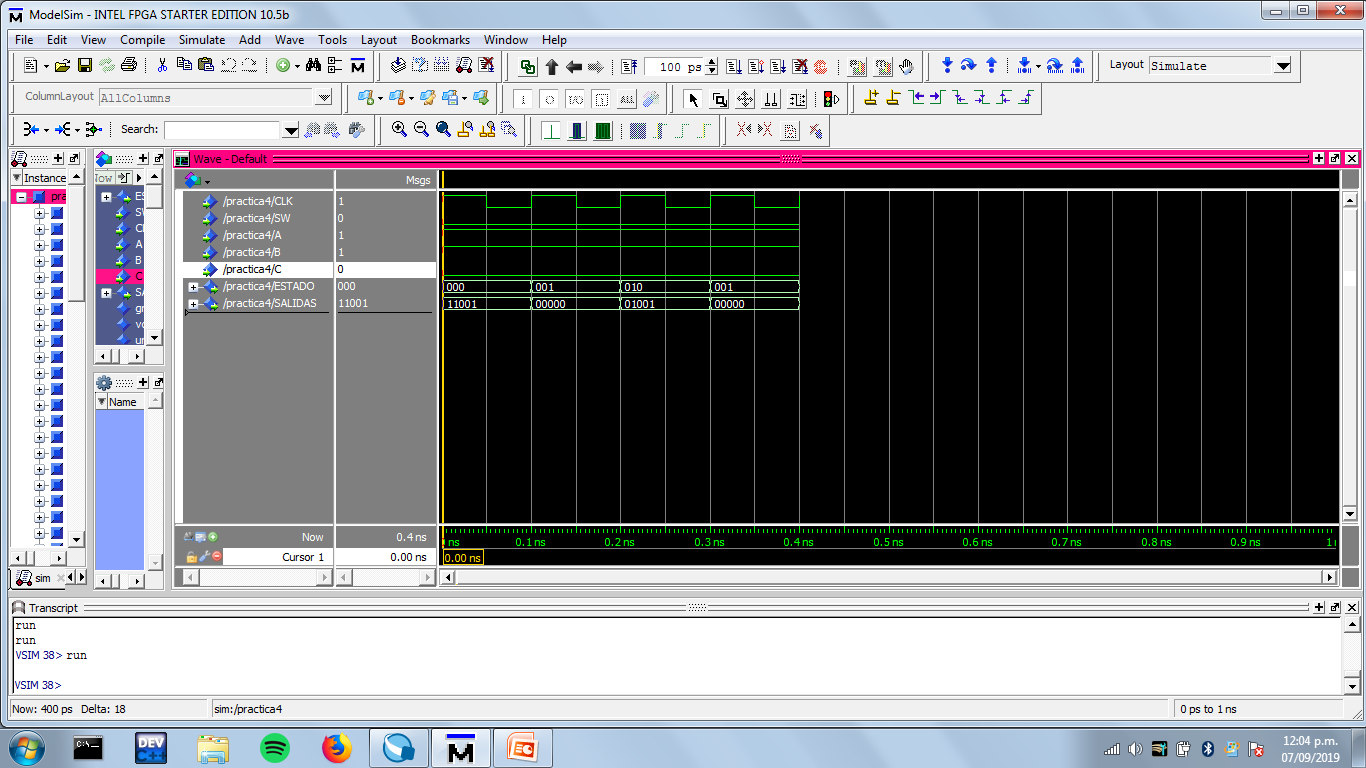 ModelSim - INTEL FPGA STARTER EDITION 10.5b
File Edit View Compile Simulate Add Wave Tools Layout Bookmarks Window Help
100 ps
Layout Simulate
ColumnLayout AllColumns
Search:
Instance
Wave - Default
Msgs
pra
A
B
C
Name
/practica4/CLK 1
/practica4/SW 0
/practica4/A 1
/practica4/B 1
/practica4/C 0
/practica4/ESTADO 000 000 001 010 001
/practica4/SALIDAS 11001 11001 00000 01001 00000
Now 0.4 ns
ns 0.1 ns 0.2 ns 0.3 ns 0.4 ns 0.5 ns 0.6 ns 0.7 ns 0.8 ns 0.9 ns
Cursor 1 0.00 ns 0.00 ns
sim
Transcript
run
run
VSIM 38> run
VSIM 38>
Now: 400 ps Delta: 18 sim:/practica4 0 ps to 1 ns
C:\_
DEV
C++
12:04 p.m.
07/09/2019